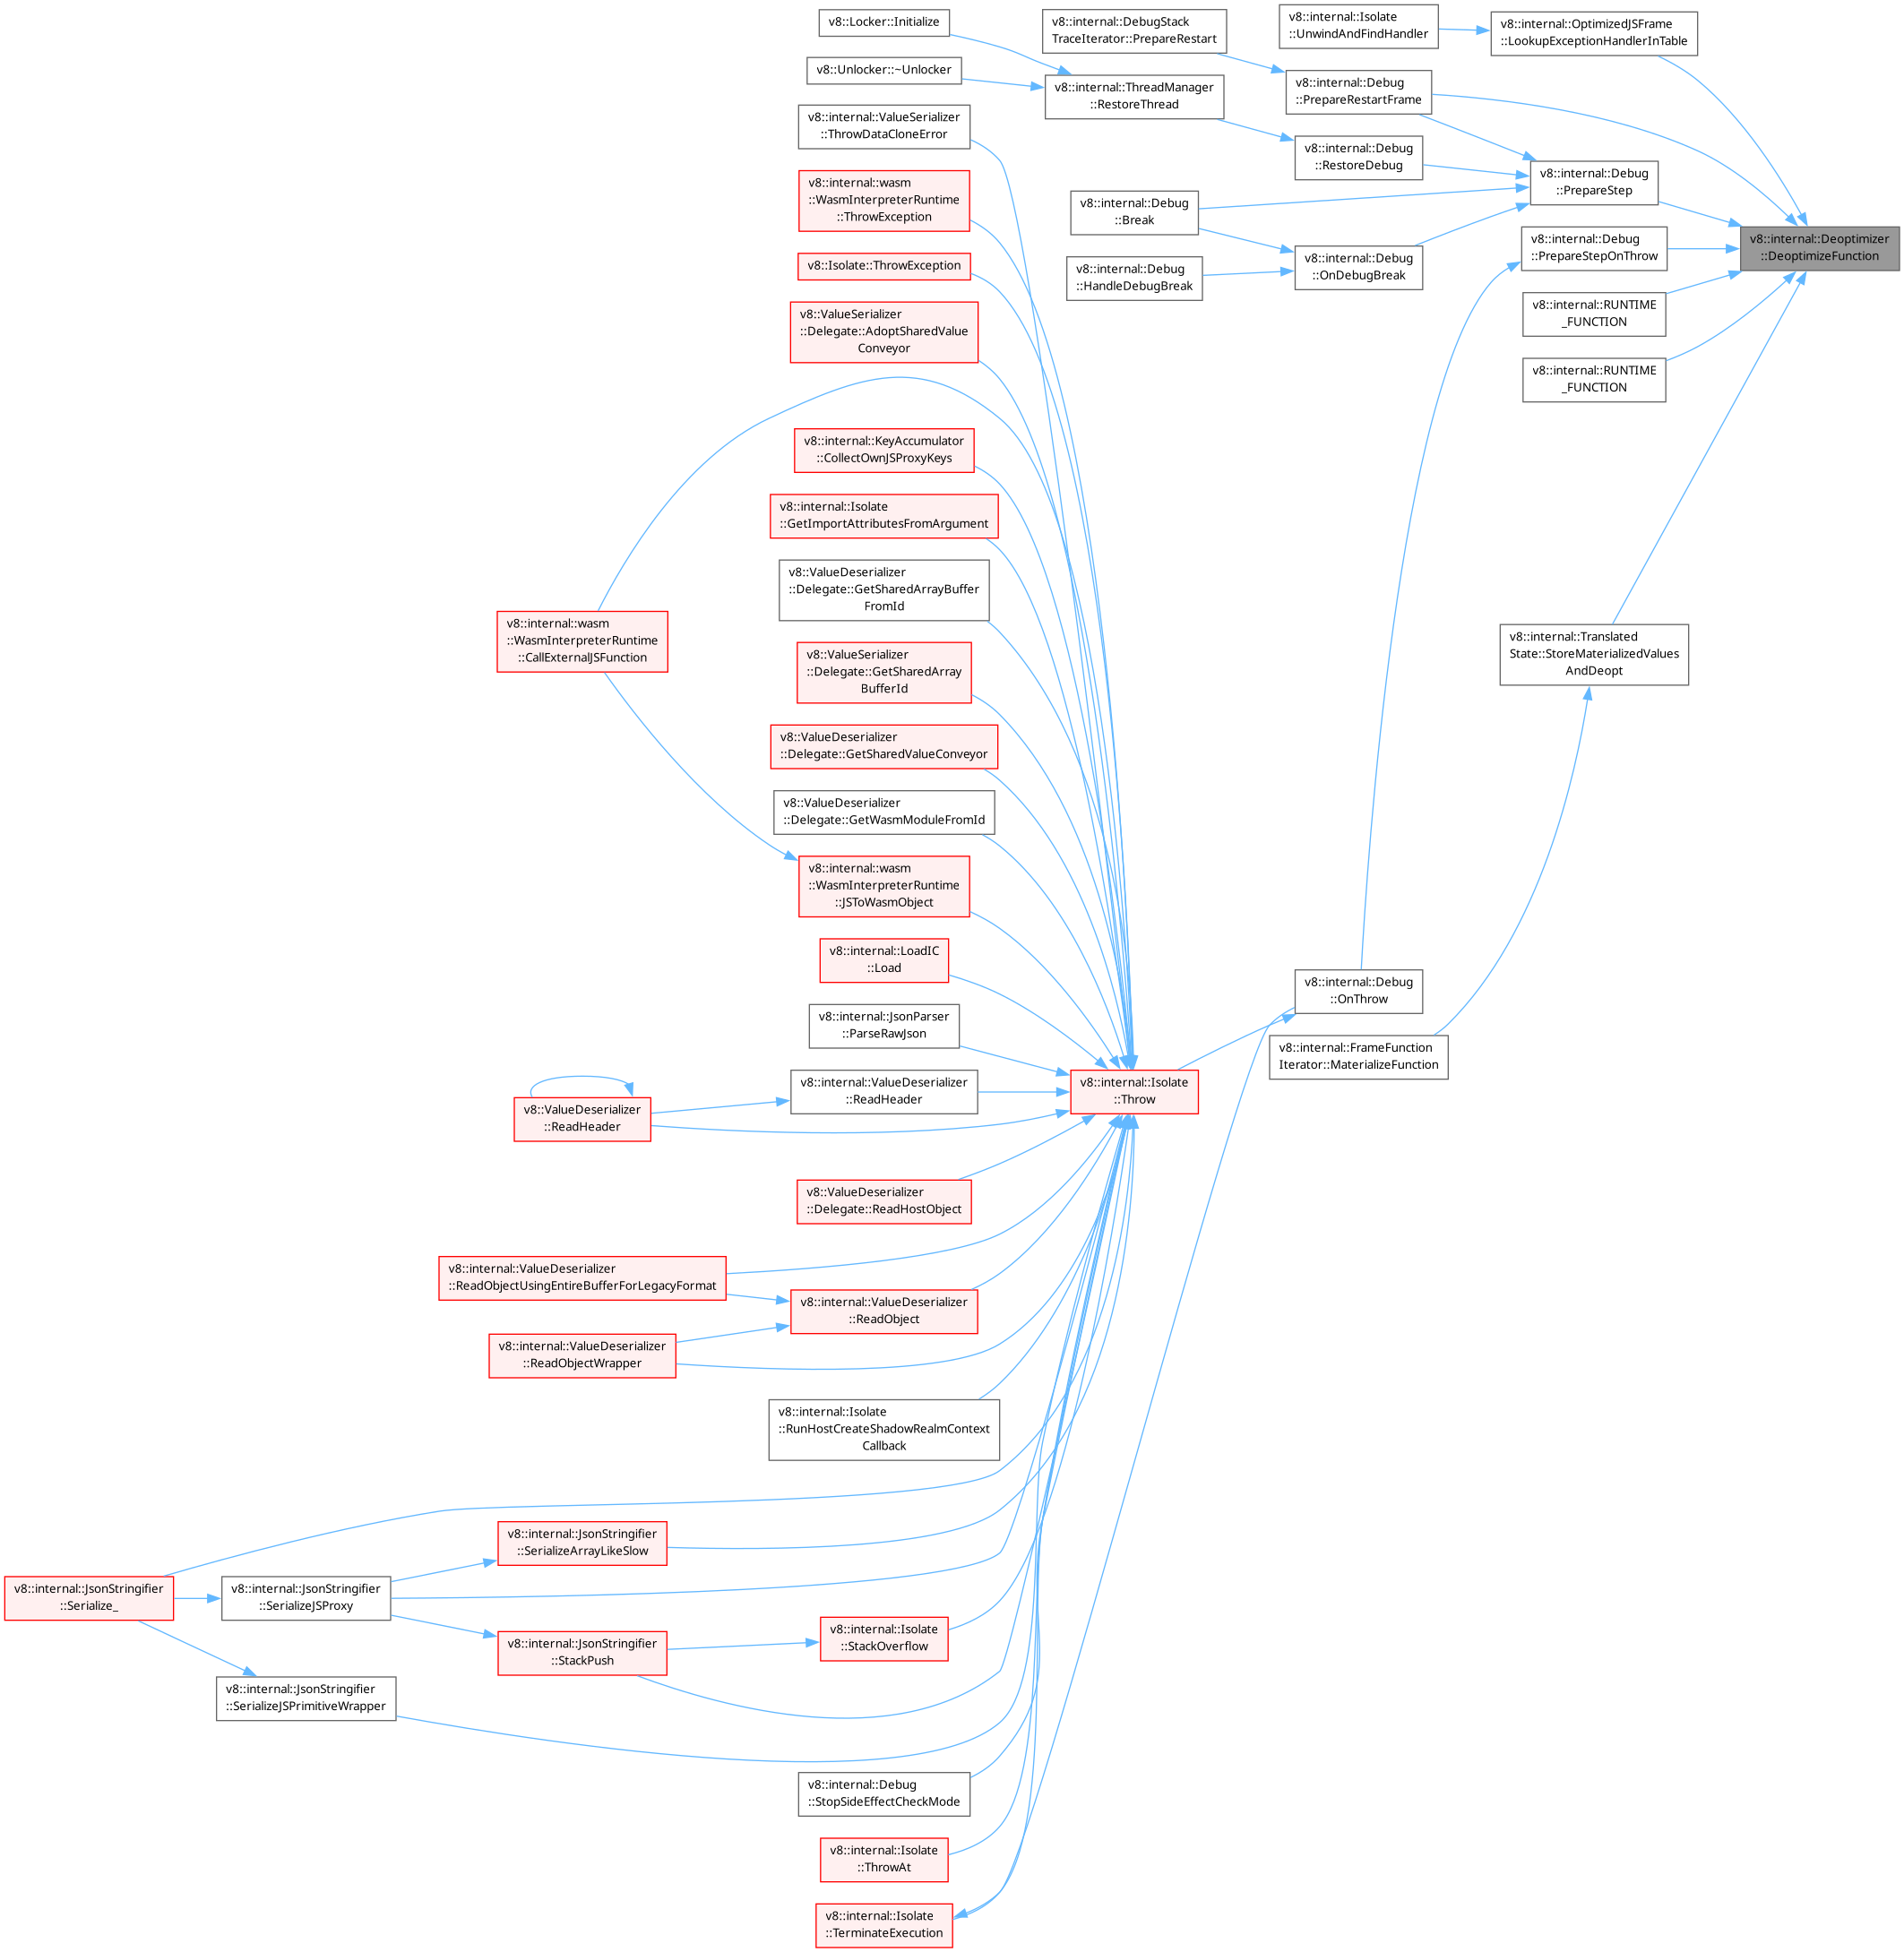 v8::Locker::Initialize
v8::internal::DebugStack
TraceIterator::PrepareRestart
v8::internal::Isolate
::UnwindAndFindHandler
v8::internal::OptimizedJSFrame
::LookupExceptionHandlerInTable
v8::Unlocker::~Unlocker
v8::internal::ThreadManager
::RestoreThread
v8::internal::Debug
::PrepareRestartFrame
v8::internal::ValueSerializer
::ThrowDataCloneError
v8::internal::Debug
::RestoreDebug
v8::internal::Debug
::PrepareStep
v8::internal::wasm
::WasmInterpreterRuntime
::ThrowException
v8::internal::Debug
::Break
v8::internal::Debug
::PrepareStepOnThrow
v8::internal::Deoptimizer
::DeoptimizeFunction
v8::Isolate::ThrowException
v8::internal::Debug
::HandleDebugBreak
v8::internal::Debug
::OnDebugBreak
v8::internal::RUNTIME
_FUNCTION
v8::ValueSerializer
::Delegate::AdoptSharedValue
Conveyor
v8::internal::RUNTIME
_FUNCTION
v8::internal::KeyAccumulator
::CollectOwnJSProxyKeys
v8::internal::Isolate
::GetImportAttributesFromArgument
v8::ValueDeserializer
::Delegate::GetSharedArrayBuffer
FromId
v8::internal::wasm
::WasmInterpreterRuntime
::CallExternalJSFunction
v8::ValueSerializer
::Delegate::GetSharedArray
BufferId
v8::internal::Translated
State::StoreMaterializedValues
AndDeopt
v8::ValueDeserializer
::Delegate::GetSharedValueConveyor
v8::ValueDeserializer
::Delegate::GetWasmModuleFromId
v8::internal::wasm
::WasmInterpreterRuntime
::JSToWasmObject
v8::internal::LoadIC
::Load
v8::internal::Debug
::OnThrow
v8::internal::JsonParser
::ParseRawJson
v8::internal::FrameFunction
Iterator::MaterializeFunction
v8::internal::ValueDeserializer
::ReadHeader
v8::internal::Isolate
::Throw
v8::ValueDeserializer
::ReadHeader
v8::ValueDeserializer
::Delegate::ReadHostObject
v8::internal::ValueDeserializer
::ReadObjectUsingEntireBufferForLegacyFormat
v8::internal::ValueDeserializer
::ReadObject
v8::internal::ValueDeserializer
::ReadObjectWrapper
v8::internal::Isolate
::RunHostCreateShadowRealmContext
Callback
v8::internal::JsonStringifier
::SerializeArrayLikeSlow
v8::internal::JsonStringifier
::Serialize_
v8::internal::JsonStringifier
::SerializeJSProxy
v8::internal::JsonStringifier
::StackPush
v8::internal::Isolate
::StackOverflow
v8::internal::JsonStringifier
::SerializeJSPrimitiveWrapper
v8::internal::Debug
::StopSideEffectCheckMode
v8::internal::Isolate
::ThrowAt
v8::internal::Isolate
::TerminateExecution